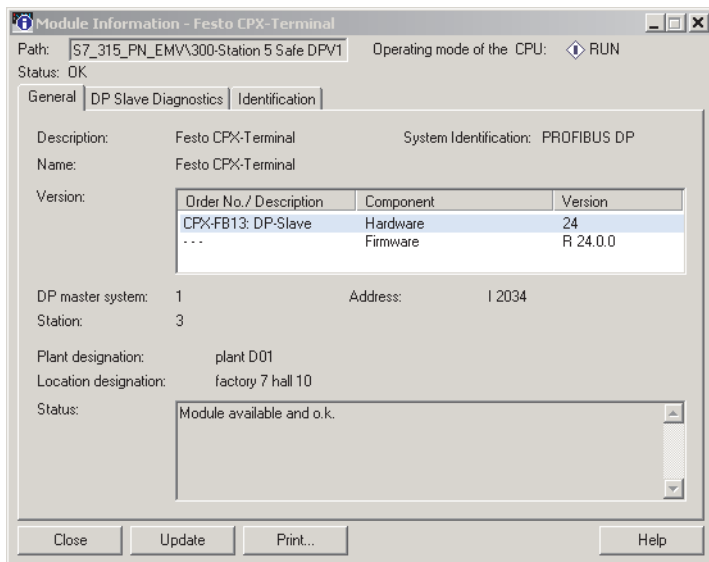 Module Information - Festo CPX-Terminal
Path: S7_315_PN_EMV\300-Station 5 Safe DPV1 Operating mode of the CPU: RUN
Status: OK
General DP Slave Diagnostics Identification
Description: Festo CPX-Terminal System Identification: PROFIBUS DP
Name: Festo CPX-Terminal
Version: Order No./ Description Component Version
CPX-FB13: DP-Slave Hardware 24
- - - Firmware R 24.0.0
DP master system: 1 Address: I 2034
Station: 3
Plant designation: plant D01
Location designation: factory 7 hall 10
Status: Module available and o.k.
Close Update Print... Help